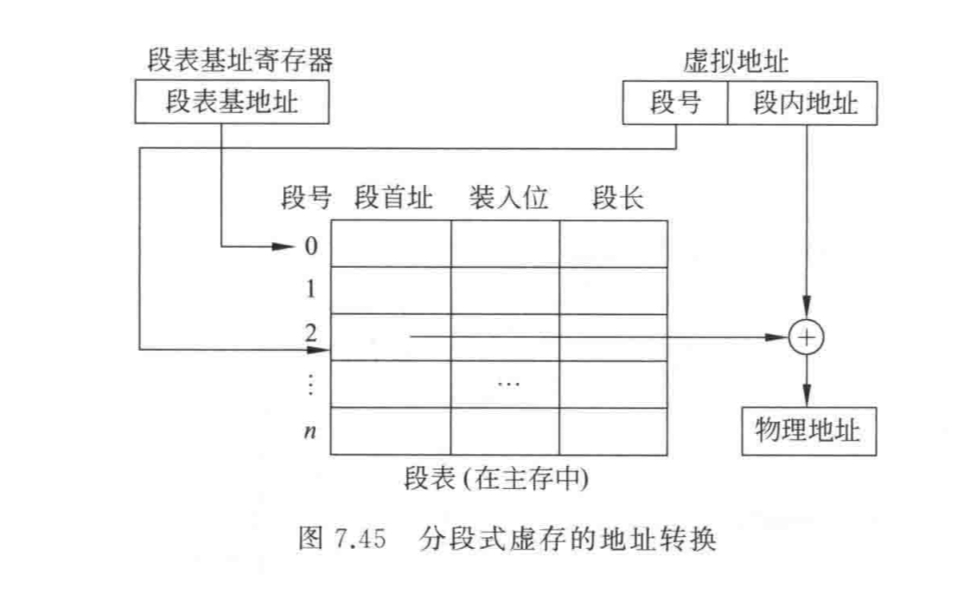 段表基址寄存器
虚拟地址
段表基地址
段号 段内地址
段号 段首址 装入位 段长
0
1
2
⋮ …
n
物理地址
段表(在主存中)
图 7.45 分段式虚存的地址转换